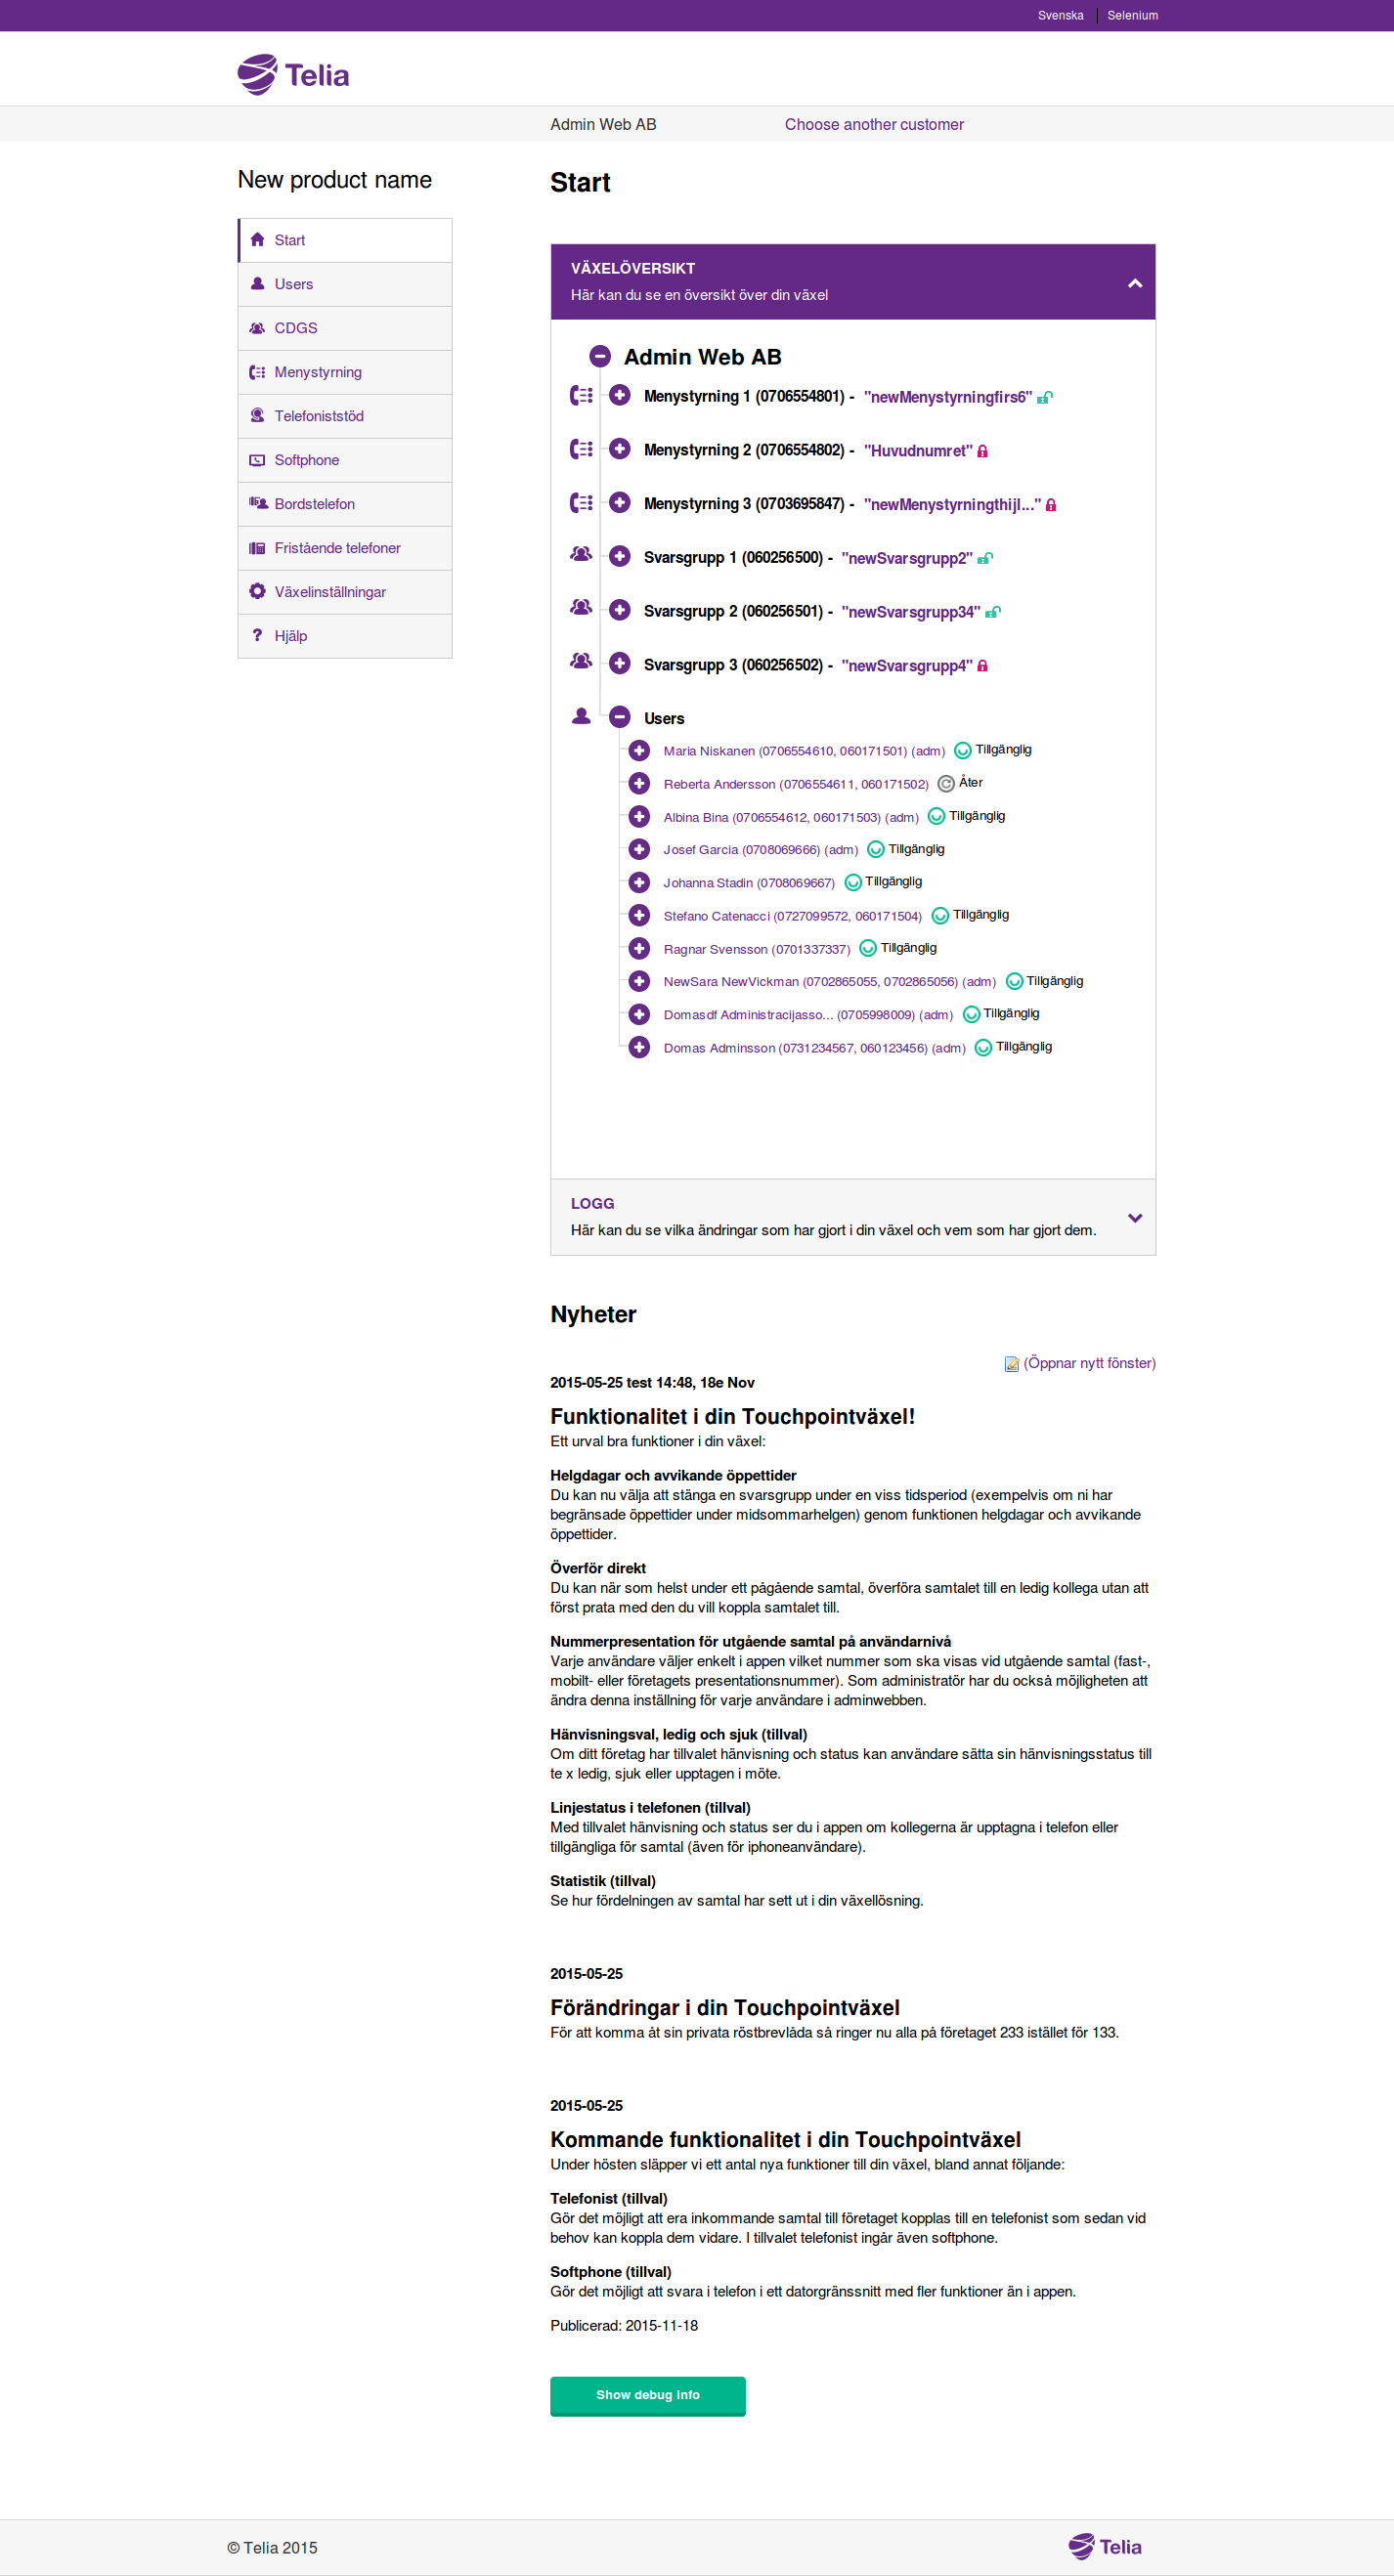 Svenska
Selenium
Telia
Admin Web AB
Choose another customer
New product name
Start
Users
CDGS
Menystyrning
Telefoniststöd
Softphone
Bordstelefon
Fristående telefoner
Växelinställningar
Hjälp
Start
VÄXELÖVERSIKT
Här kan du se en översikt över din växel
Admin Web AB
Menystyrning 1 (0706554801) - "newMenystyrningfirs6"
Menystyrning 2 (0706554802) - "Huvudnumret"
Menystyrning 3 (0703695847) - "newMenystyrningthijl..."
Svarsgrupp 1 (060256500) - "newSvarsgrupp2"
Svarsgrupp 2 (060256501) - "newSvarsgrupp34"
Svarsgrupp 3 (060256502) - "newSvarsgrupp4"
Users
Maria Niskanen (0706554610, 060171501) (adm) Tillgänglig
Reberta Andersson (0706554611, 060171502) Åter
Albina Bina (0706554612, 060171503) (adm) Tillgänglig
Josef Garcia (0708069666) (adm) Tillgänglig
Johanna Stadin (0708069667) Tillgänglig
Stefano Catenacci (0727099572, 060171504) Tillgänglig
Ragnar Svensson (0701337337) Tillgänglig
NewSara NewVickman (0702865055, 0702865056) (adm) Tillgänglig
Domasdf Administracijasso... (0705998009) (adm) Tillgänglig
Domas Adminsson (0731234567, 060123456) (adm) Tillgänglig
LOGG
Här kan du se vilka ändringar som har gjort i din växel och vem som har gjort dem.
Nyheter
(Öppnar nytt fönster)
2015-05-25 test 14:48, 18e Nov
Funktionalitet i din Touchpointväxel!
Ett urval bra funktioner i din växel:
Helgdagar och avvikande öppettider
Du kan nu välja att stänga en svarsgrupp under en viss tidsperiod (exempelvis om ni har
begränsade öppettider under midsommarhelgen) genom funktionen helgdagar och avvikande
öppettider.
Överför direkt
Du kan när som helst under ett pågående samtal, överföra samtalet till en ledig kollega utan att
först prata med den du vill koppla samtalet till.
Nummerpresentation för utgående samtal på användarnivå
Varje användare väljer enkelt i appen vilket nummer som ska visas vid utgående samtal (fast-,
mobilt- eller företagets presentationsnummer). Som administratör har du också möjligheten att
ändra denna inställning för varje användare i adminwebben.
Hänvisningsval, ledig och sjuk (tillval)
Om ditt företag har tillvalet hänvisning och status kan användare sätta sin hänvisningsstatus till
te x ledig, sjuk eller upptagen i möte.
Linjestatus i telefonen (tillval)
Med tillvalet hänvisning och status ser du i appen om kollegerna är upptagna i telefon eller
tillgängliga för samtal (även för iphoneanvändare).
Statistik (tillval)
Se hur fördelningen av samtal har sett ut i din växellösning.
2015-05-25
Förändringar i din Touchpointväxel
För att komma åt sin privata röstbrevlåda så ringer nu alla på företaget 233 istället för 133.
2015-05-25
Kommande funktionalitet i din Touchpointväxel
Under hösten släpper vi ett antal nya funktioner till din växel, bland annat följande:
Telefonist (tillval)
Gör det möjligt att era inkommande samtal till företaget kopplas till en telefonist som sedan vid
behov kan koppla dem vidare. I tillvalet telefonist ingår även softphone.
Softphone (tillval)
Gör det möjligt att svara i telefon i ett datorgränssnitt med fler funktioner än i appen.
Publicerad: 2015-11-18
Show debug info
© Telia 2015
Telia